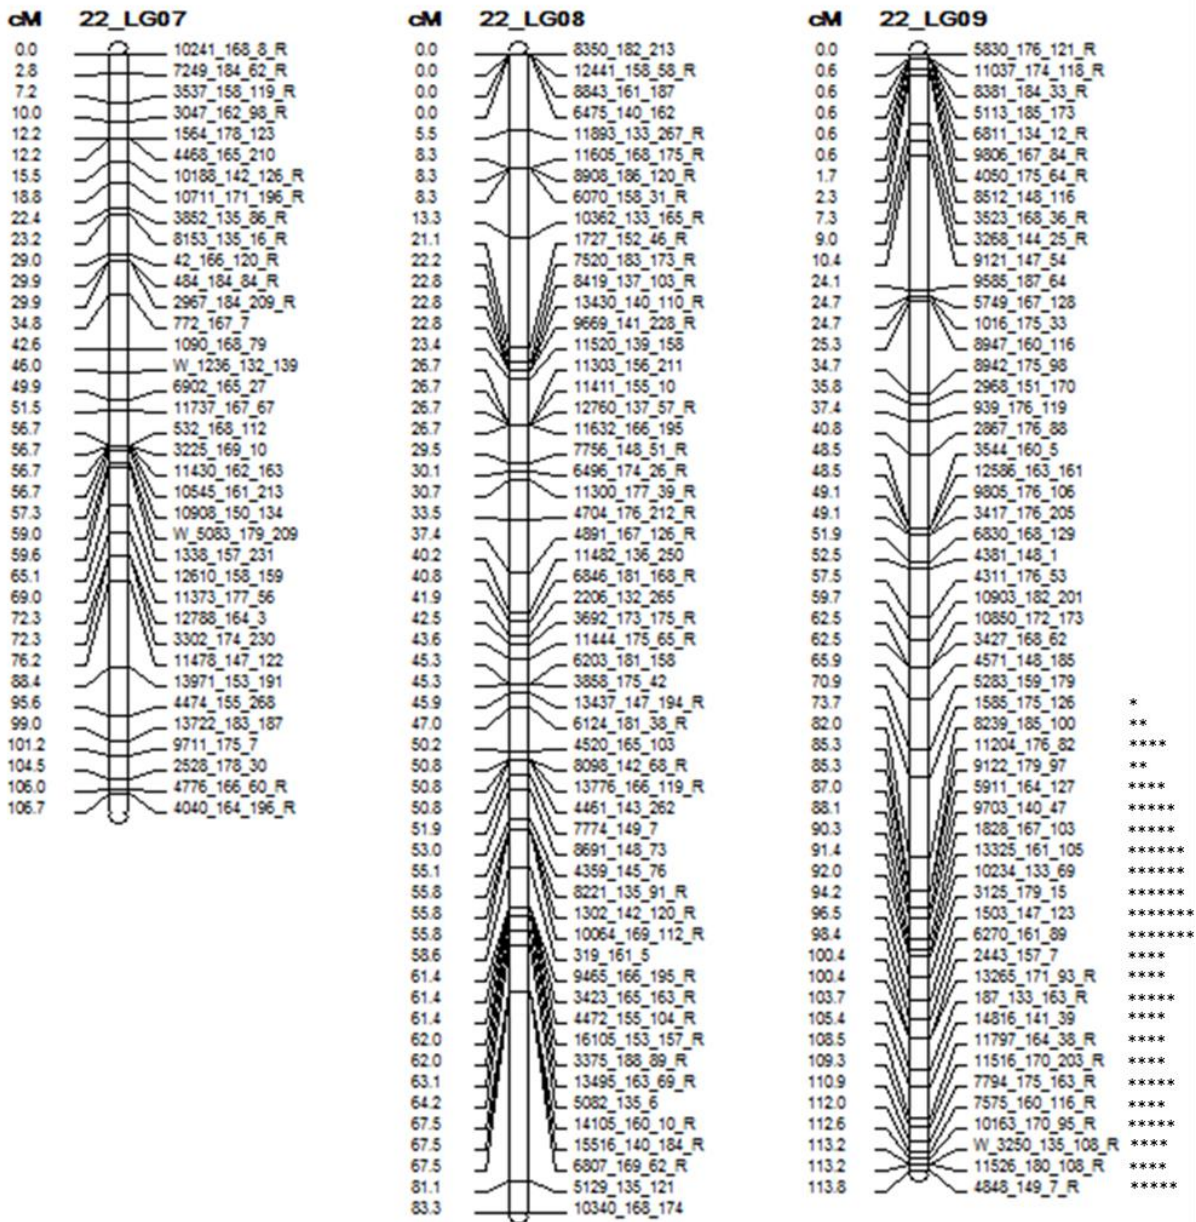 cM 22_LG07
0.0 10241_168_8_R
2.8 7249_184_62_R
7.2 3537_158_119_R
10.0 3047_162_98_R
12.2 1564_178_123
12.2 4468_165_210
15.5 10188_142_126_R
18.8 10711_171_196_R
22.4 3852_135_86_R
23.2 8153_135_16_R
29.0 42_166_120_R
29.9 484_184_84_R
29.9 2967_184_209_R
34.8 772_167_7
42.6 1090_168_79
46.0 W_1236_132_139
49.9 6902_165_27
51.5 11737_167_67
56.7 532_168_112
56.7 3225_169_10
56.7 11430_162_163
56.7 10545_161_213
57.3 10908_150_134
59.0 W_5083_179_209
59.6 1338_157_231
65.1 12610_158_159
69.0 11373_177_56
72.3 12788_164_3
72.3 3302_174_230
76.2 11478_147_122
88.4 13971_153_191
95.6 4474_155_268
99.0 13722_183_187
101.2 9711_175_7
104.5 2528_178_30
106.0 4776_166_60_R
106.7 4040_164_196_R
cM 22_LG08
0.0 8350_182_213
0.0 12441_158_58_R
0.0 8843_161_187
0.0 6475_140_162
5.5 11893_133_267_R
8.3 11605_168_175_R
8.3 8908_186_120_R
8.3 6070_158_31_R
13.3 10362_133_165_R
21.1 1727_152_46_R
22.2 7520_183_173_R
22.8 8419_137_103_R
22.8 13430_140_110_R
22.8 9669_141_228_R
23.4 11520_139_158
26.7 11303_156_211
26.7 11411_155_10
26.7 12760_137_57_R
26.7 11632_166_195
29.5 7756_148_51_R
30.1 6496_174_26_R
30.7 11300_177_39_R
33.5 4704_176_212_R
37.4 4891_167_126_R
40.2 11482_136_250
40.8 6846_181_168_R
41.9 2206_132_265
42.5 3692_173_175_R
43.6 11444_175_65_R
45.3 6203_181_158
45.3 3858_175_42
45.9 13437_147_194_R
47.0 6124_181_38_R
50.2 4520_165_103
50.8 8098_142_68_R
50.8 13776_166_119_R
50.8 4461_143_262
51.9 7774_149_7
53.0 8691_148_73
55.1 4359_145_76
55.8 8221_135_91_R
55.8 1302_142_120_R
55.8 10064_169_112_R
58.6 319_161_5
61.4 9465_166_195_R
61.4 3423_165_163_R
61.4 4472_155_104_R
62.0 16105_153_157_R
62.0 3375_188_89_R
63.1 13495_163_69_R
64.2 5082_135_6
67.5 14105_160_10_R
67.5 15516_140_184_R
67.5 6807_169_62_R
81.1 5129_135_121
83.3 10340_168_174
cM 22_LG09
0.0 5830_176_121_R
0.6 11037_174_118_R
0.6 8381_184_33_R
0.6 5113_185_173
0.6 6811_134_12_R
0.6 9806_167_84_R
1.7 4050_175_64_R
2.3 8512_148_116
7.3 3523_168_36_R
9.0 3268_144_25_R
10.4 9121_147_54
24.1 9585_187_64
24.7 5749_167_128
24.7 1016_175_33
25.3 8947_160_116
34.7 8942_175_98
35.8 2968_151_170
37.4 939_176_119
40.8 2867_176_88
48.5 3544_160_5
48.5 12586_163_161
49.1 9805_176_106
49.1 3417_176_205
51.9 6830_168_129
52.5 4381_148_1
57.5 4311_176_53
59.7 10903_182_201
62.5 10850_172_173
62.5 3427_168_62
65.9 4571_148_185
70.9 5283_159_179
73.7 1585_175_126 *
82.0 8239_185_100 **
85.3 11204_176_82 ****
85.3 9122_179_97 **
87.0 5911_164_127 ****
88.1 9703_140_47 *****
90.3 1828_167_103 *****
91.4 13325_161_105 ******
92.0 10234_133_69 ******
94.2 3125_179_15 ******
96.5 1503_147_123 *******
98.4 6270_161_89 *******
100.4 2443_157_7 ****
100.4 13265_171_93_R ****
103.7 187_133_163_R *****
105.4 14816_141_39 ****
108.5 11797_164_38_R ****
109.3 11516_170_203_R ****
110.9 7794_175_163_R *****
112.0 7575_160_116_R ****
112.6 10163_170_95_R *****
113.2 W_3250_135_108_R ****
113.2 11526_180_108_R ****
113.8 4848_149_7_R *****